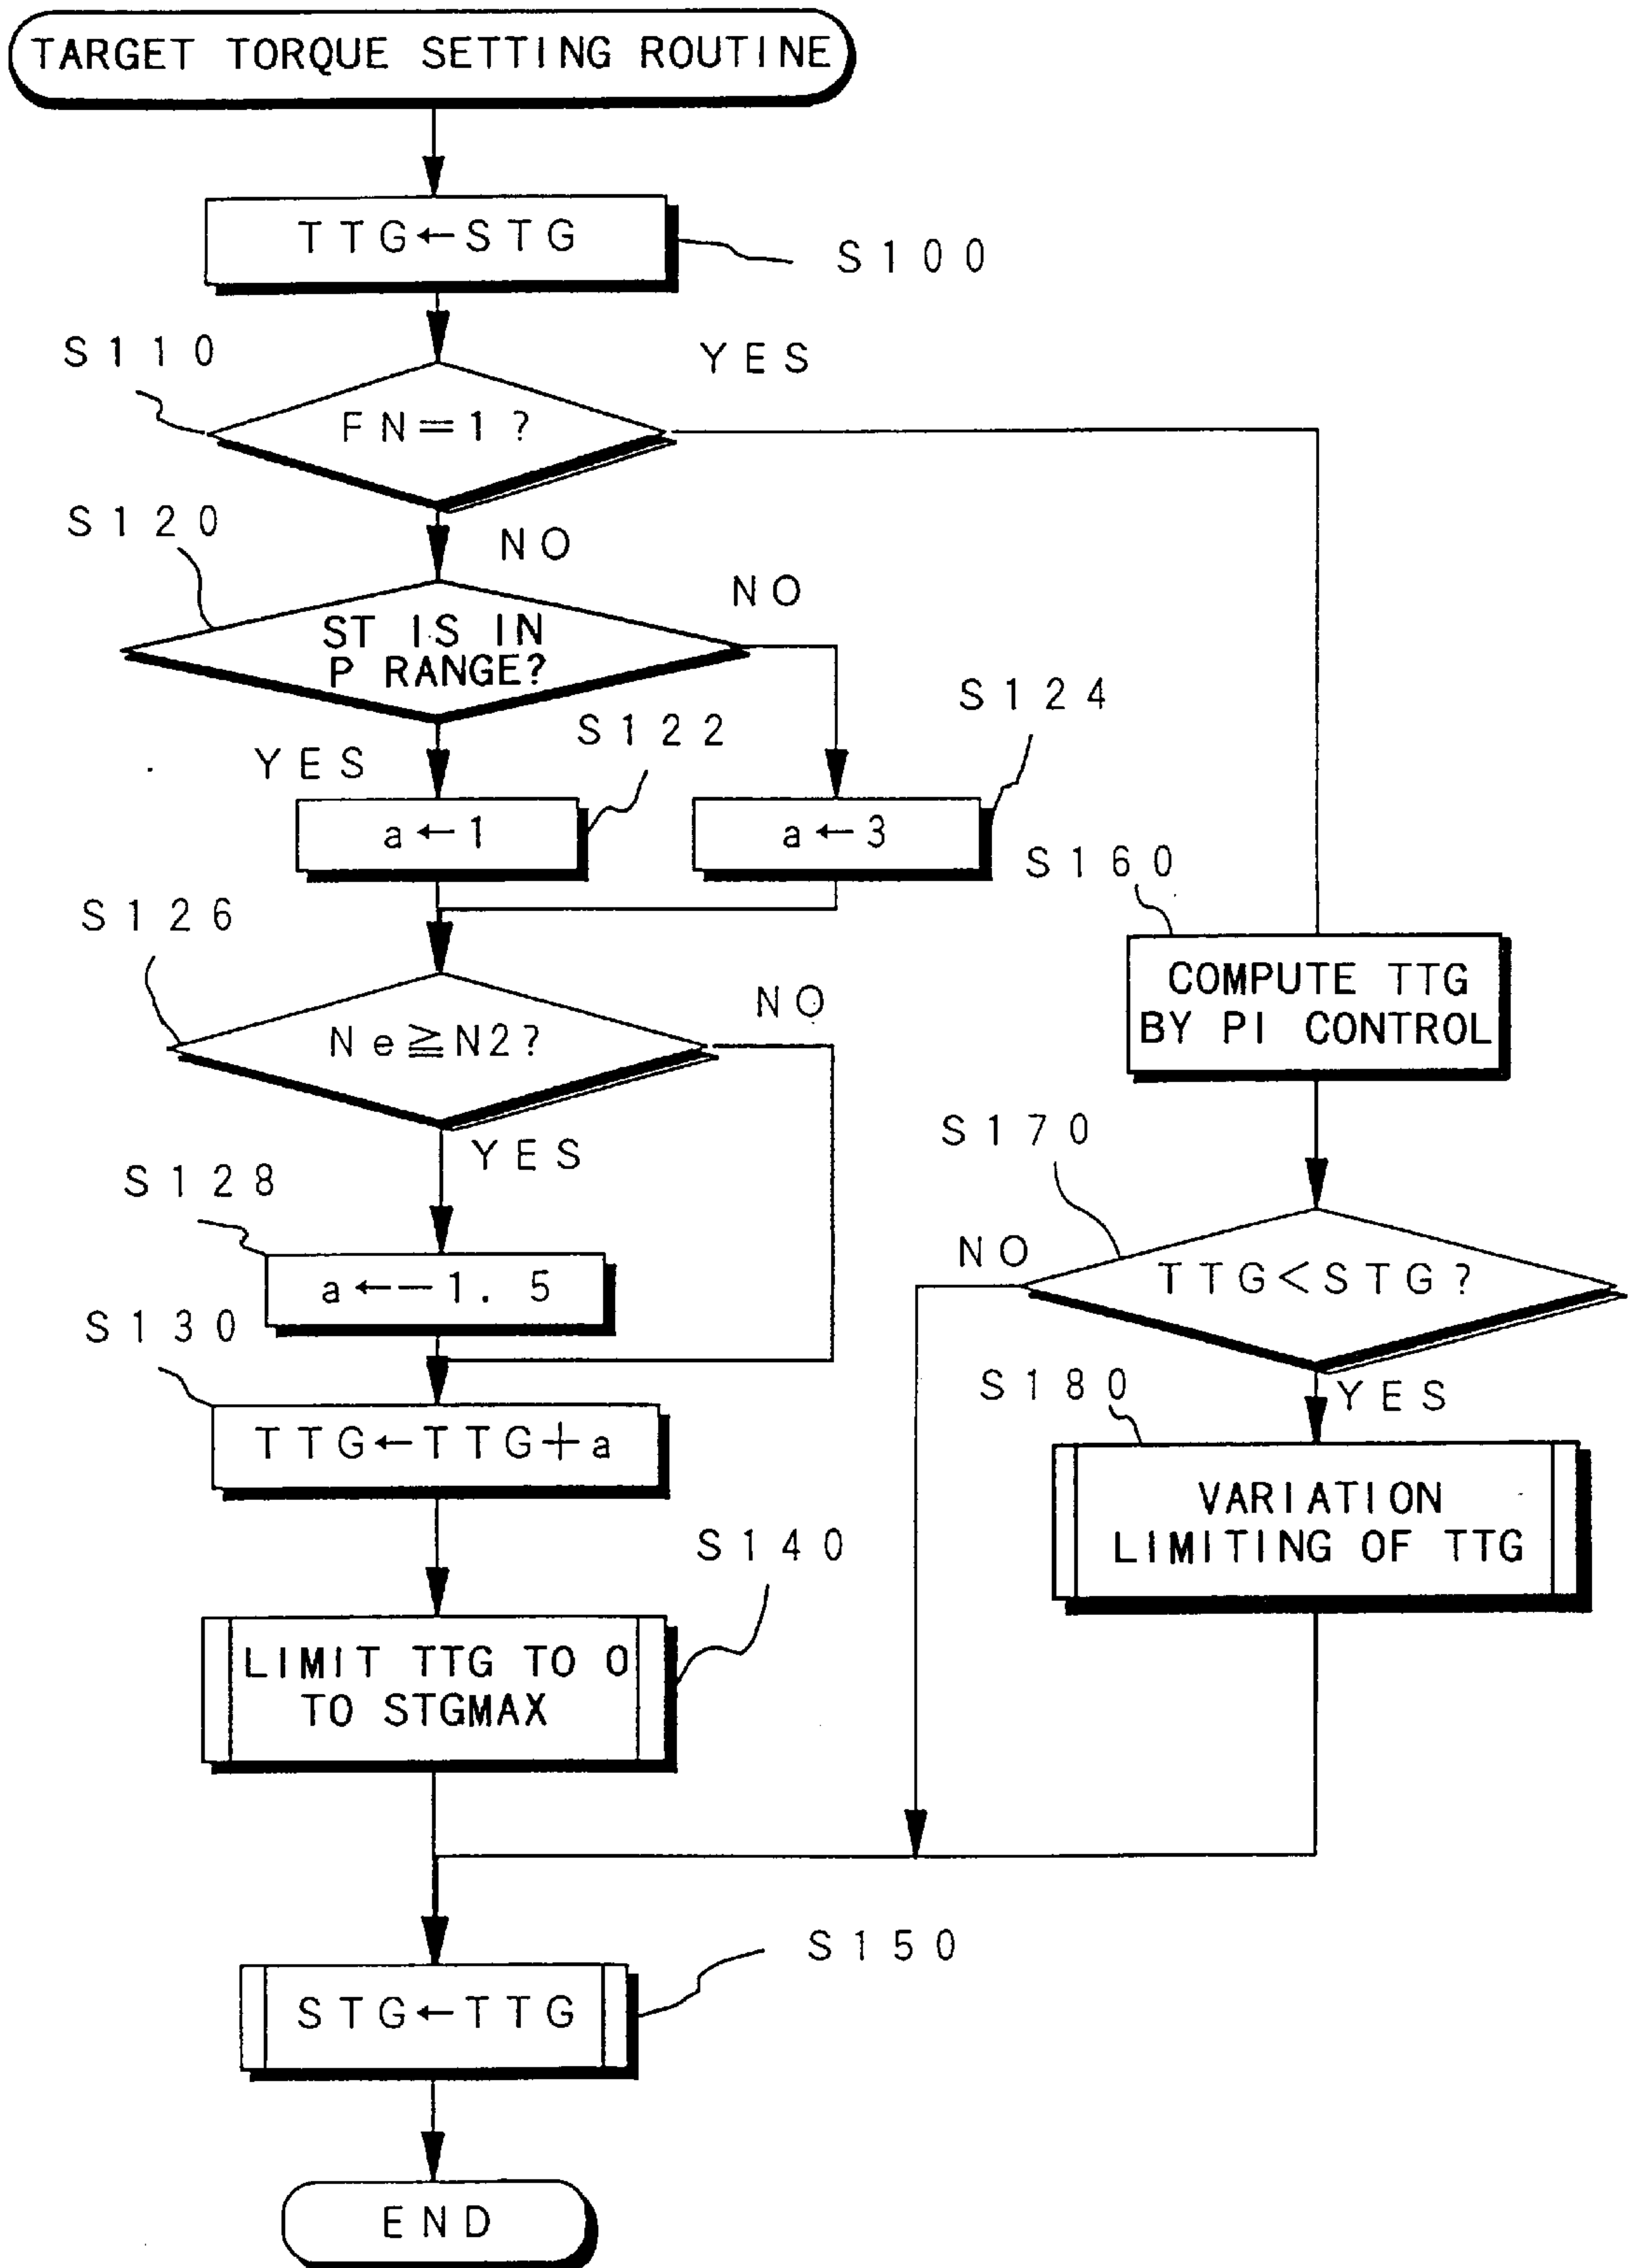 TARGET TORQUE SETTING ROUTINE
TTG←STG
S100
S110
YES
FN=1?
S120
NO
NO
ST IS IN
P RANGE?
S124
S122
YES
a←1
a←3
S160
S126
COMPUTE TTG
BY PI CONTROL
NO
Ne≧N2?
S170
YES
S128
NO
TTG<STG?
a←−1.5
S130
S180
YES
TTG←TTG+a
VARIATION
LIMITING OF TTG
S140
LIMIT TTG TO 0
TO STGMAX
S150
STG←TTG
END